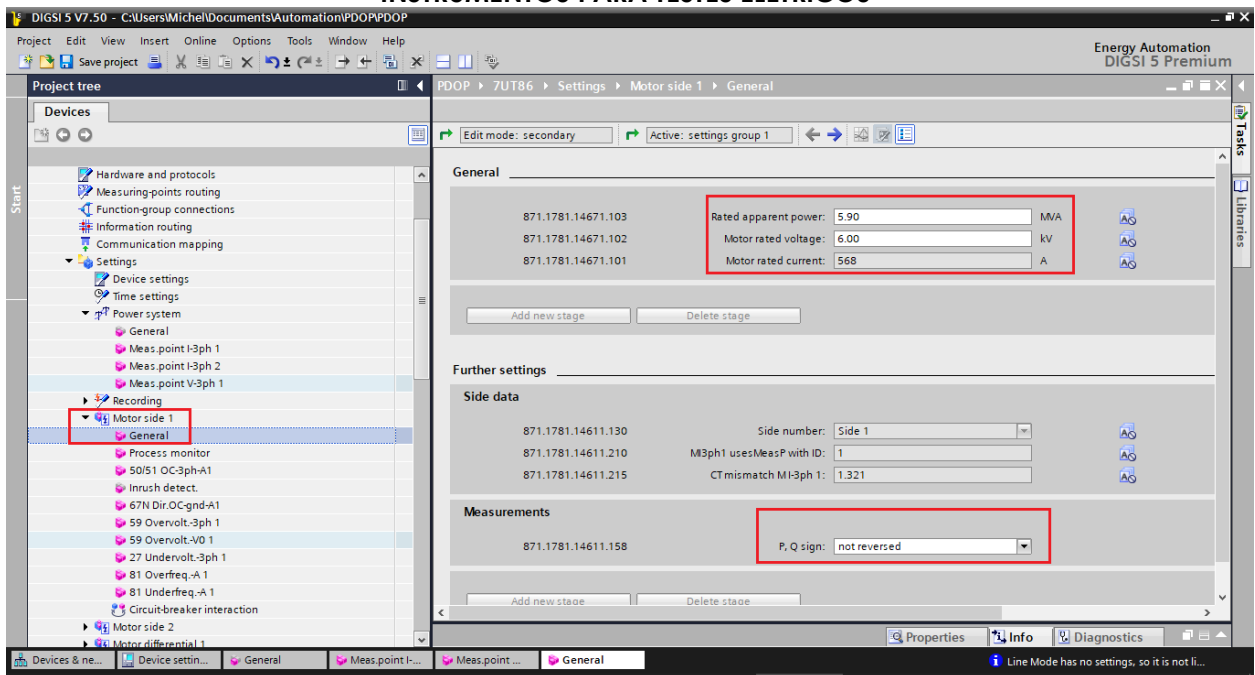 INSTRUMENTOS PARA TESTES ELÉTRICOS
DIGSI 5 V7.50 - C:\Users\Michel\Documents\Automation\PDOP\PDOP
Project Edit View Insert Online Options Tools Window Help
Save project
Energy Automation
DIGSI 5 Premium
Project tree
PDOP 7UT86 Settings Motor side 1 General
Devices
Start
Edit mode: secondary
Active: settings group 1
Tasks
Libraries
Hardware and protocols
Measuring-points routing
Function-group connections
Information routing
Communication mapping
Settings
Device settings
Time settings
Power system
General
Meas.point I-3ph 1
Meas.point I-3ph 2
Meas.point V-3ph 1
Recording
Motor side 1
General
Process monitor
50/51 OC-3ph-A1
Inrush detect.
67N Dir.OC-gnd-A1
59 Overvolt.-3ph 1
59 Overvolt.-V0 1
27 Undervolt.-3ph 1
81 Overfreq.-A 1
81 Underfreq.-A 1
Circuit-breaker interaction
Motor side 2
Motor differential 1
General
871.1781.14671.103 Rated apparent power: 5.90 MVA
871.1781.14671.102 Motor rated voltage: 6.00 kV
871.1781.14671.101 Motor rated current: 568 A
Add new stage Delete stage
Further settings
Side data
871.1781.14611.130 Side number: Side 1
871.1781.14611.210 MI3ph1 usesMeasP with ID: 1
871.1781.14611.215 CT mismatch M I-3ph 1: 1.321
Measurements
871.1781.14611.158 P, Q sign: not reversed
Add new stage Delete stage
Properties Info Diagnostics
Devices & ne... Device settin... General Meas.point I-... Meas.point ... General
Line Mode has no settings, so it is not li...